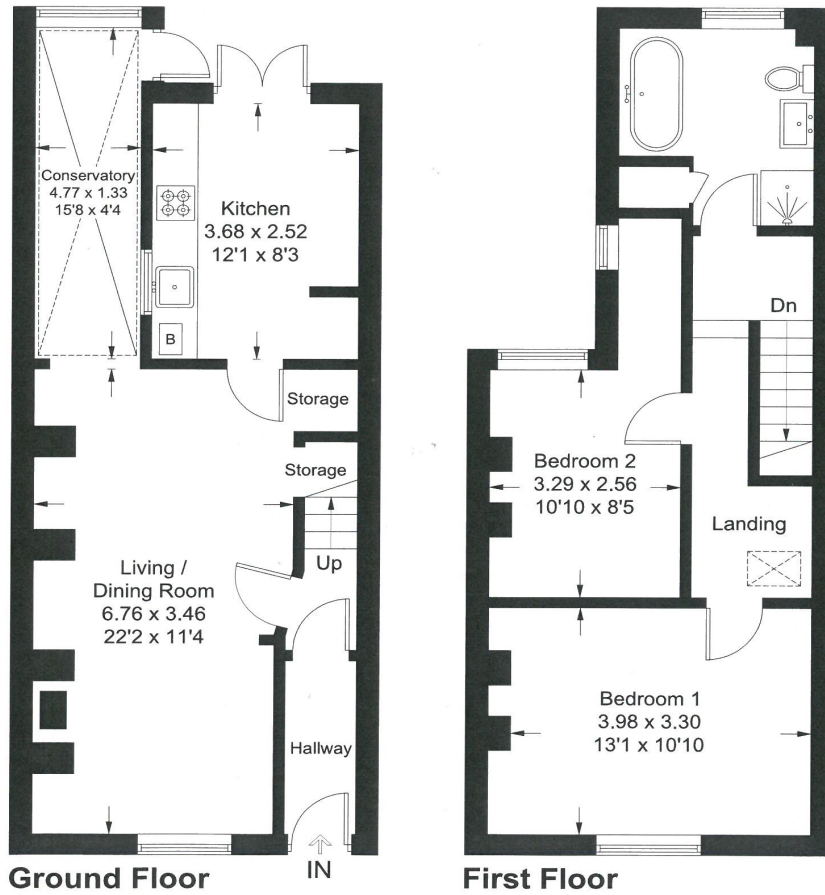 Conservatory
4.77 x 1.33
15'8 x 4'4
Kitchen
3.68 x 2.52
12'1 x 8'3
B
Storage
Storage
Up
Living /
Dining Room
6.76 x 3.46
22'2 x 11'4
Hallway
IN
Ground Floor
Dn
Bedroom 2
3.29 x 2.56
10'10 x 8'5
Landing
Bedroom 1
3.98 x 3.30
13'1 x 10'10
First Floor